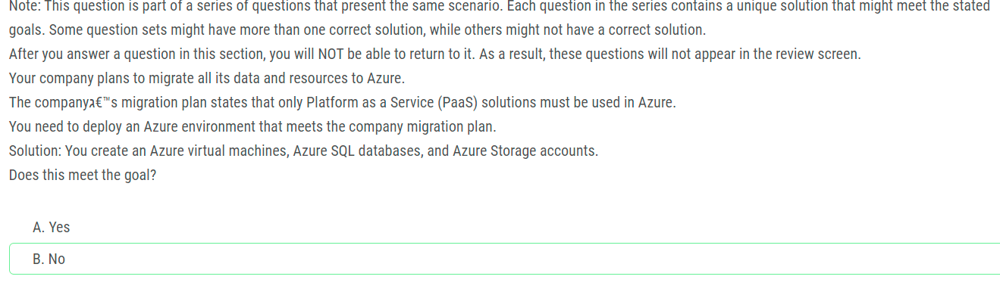 Note: This question is part of a series of questions that present the same scenario. Each question in the series contains a unique solution that might meet the stated
goals. Some question sets might have more than one correct solution, while others might not have a correct solution.
After you answer a question in this section, you will NOT be able to return to it. As a result, these questions will not appear in the review screen.
Your company plans to migrate all its data and resources to Azure.
The companyג€™s migration plan states that only Platform as a Service (PaaS) solutions must be used in Azure.
You need to deploy an Azure environment that meets the company migration plan.
Solution: You create an Azure virtual machines, Azure SQL databases, and Azure Storage accounts.
Does this meet the goal?
A. Yes
B. No